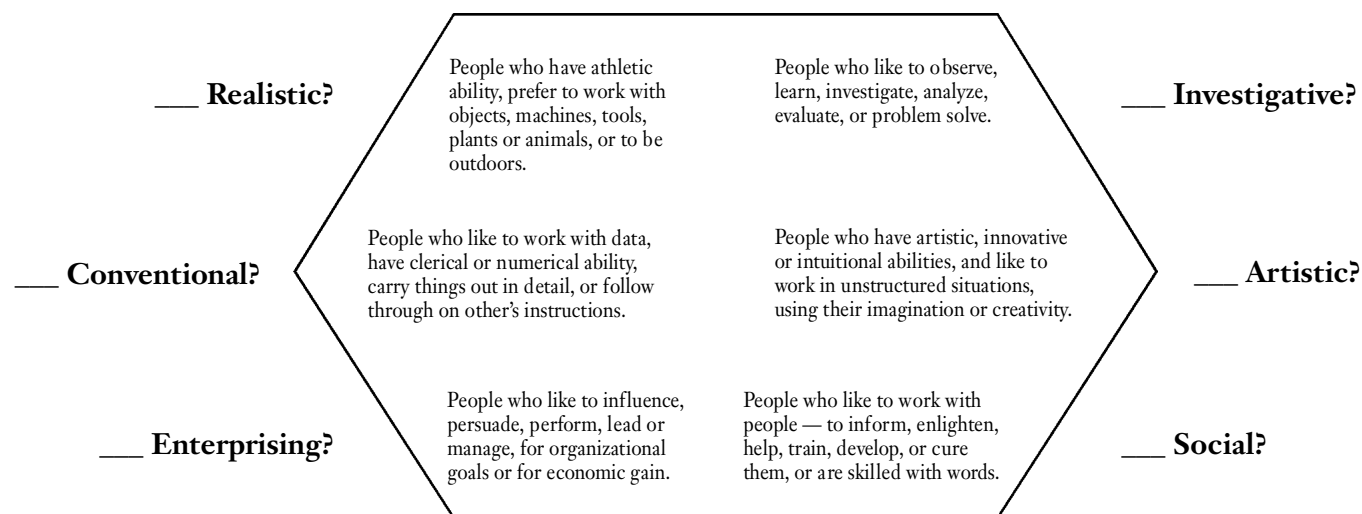 ___ Realistic?
People who have athletic
ability, prefer to work with
objects, machines, tools,
plants or animals, or to be
outdoors.
People who like to observe,
learn, investigate, analyze,
evaluate, or problem solve.
___ Investigative?
___ Conventional?
People who like to work with data,
have clerical or numerical ability,
carry things out in detail, or follow
through on other’s instructions.
People who have artistic, innovative
or intuitional abilities, and like to
work in unstructured situations,
using their imagination or creativity.
___ Artistic?
___ Enterprising?
People who like to influence,
persuade, perform, lead or
manage, for organizational
goals or for economic gain.
People who like to work with
people — to inform, enlighten,
help, train, develop, or cure
them, or are skilled with words.
___ Social?